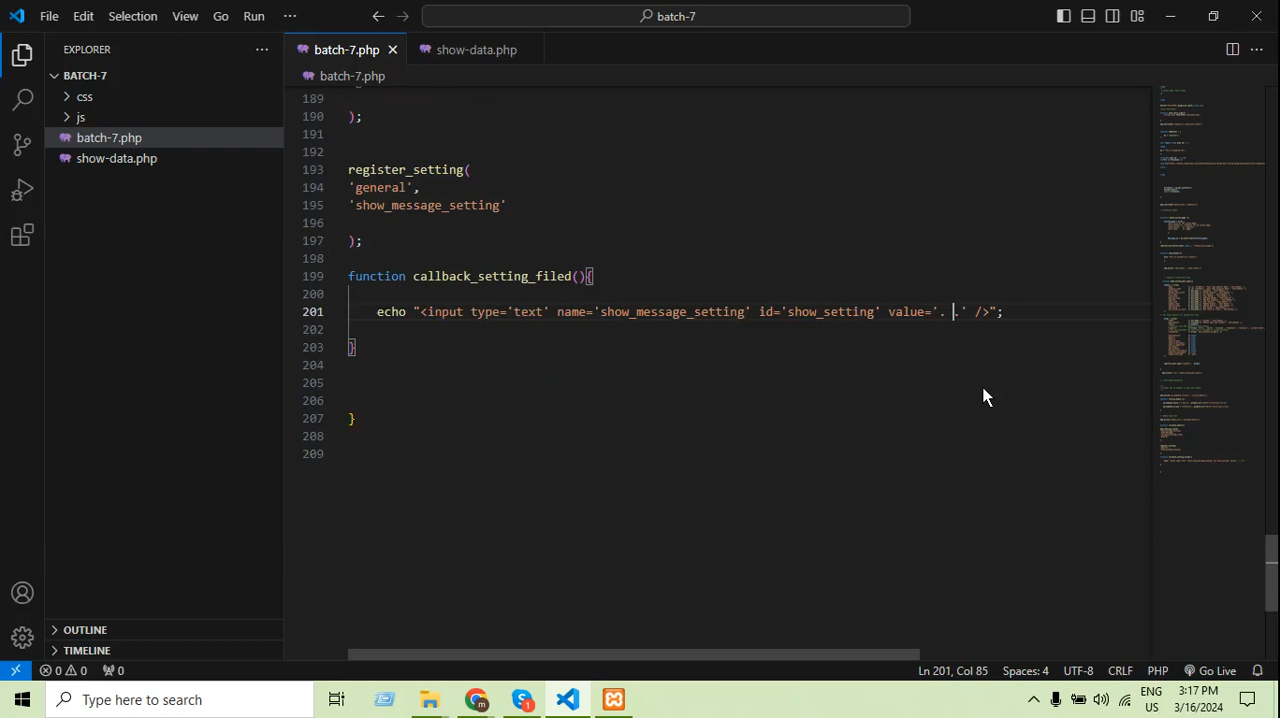 File Edit Selection View Go Run ··· batch-7
EXPLORER ··· batch-7.php show-data.php ···
BATCH-7 batch-7.php
css
js
batch-7.php
show-data.php
189
190 );
191
192
193 register_setting(
194 'general',
195 'show_message_setting'
196
197 );
198
199 function callback_setting_filed(){
200
201 echo "<input type='text' name='show_message_setting' id='show_setting' value='. .' />";
202
203 }
204
205
206
207 }
208
209
OUTLINE
TIMELINE
0 0 0 Ln 201, Col 85 Spaces: 4 UTF-8 CRLF PHP Go Live
Type here to search m 1 ENG US 3:17 PM 3/16/2024